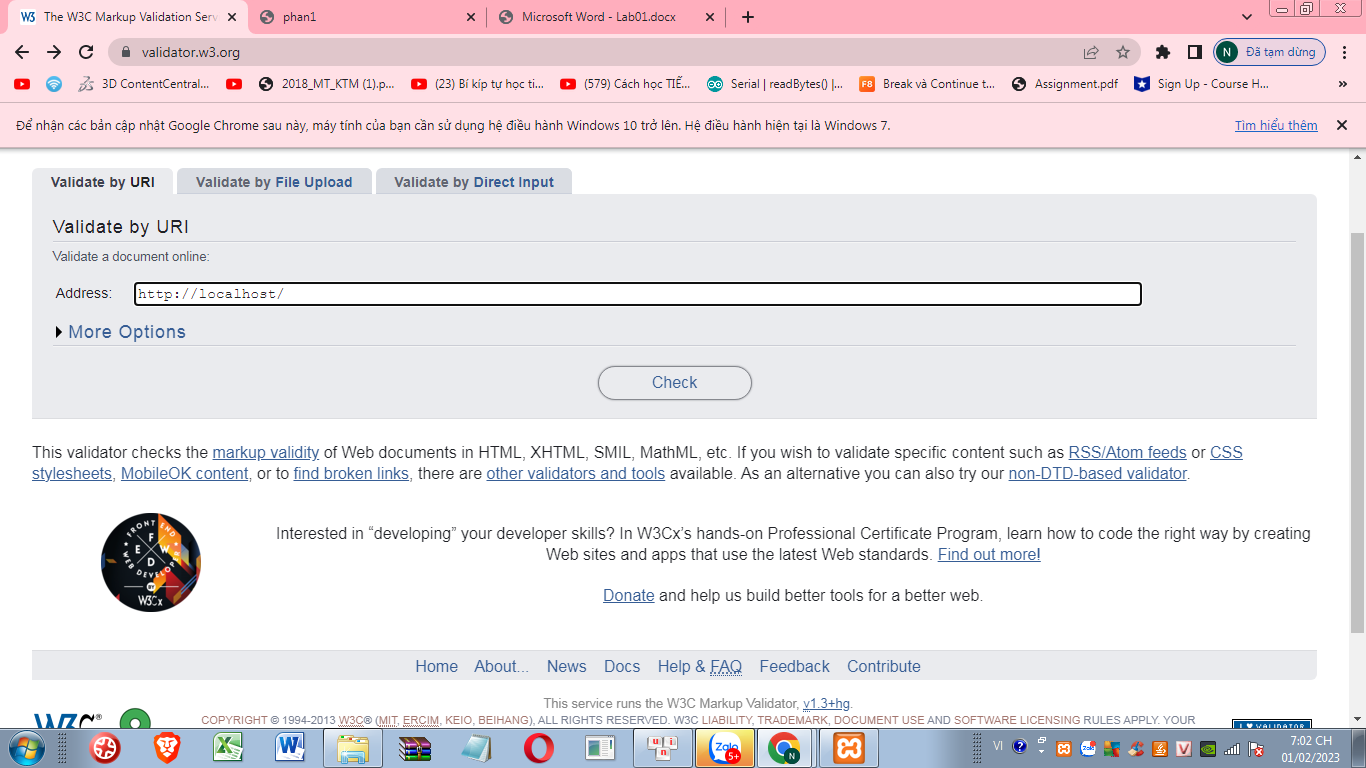 The W3C Markup Validation Serv
phan1
Microsoft Word - Lab01.docx
validator.w3.org
N Đã tạm dừng
3D ContentCentral...
2018_MT_KTM (1).p...
(23) Bí kíp tự học ti...
(579) Cách học TIẾ...
Serial | readBytes() |...
F8 Break và Continue t...
Assignment.pdf
Sign Up - Course H...
»
Để nhận các bản cập nhật Google Chrome sau này, máy tính của bạn cần sử dụng hệ điều hành Windows 10 trở lên. Hệ điều hành hiện tại là Windows 7. Tìm hiểu thêm
Validate by URI
Validate by File Upload
Validate by Direct Input
Validate by URI
Validate a document online:
Address: http://localhost/
More Options
Check
This validator checks the markup validity of Web documents in HTML, XHTML, SMIL, MathML, etc. If you wish to validate specific content such as RSS/Atom feeds or CSS
stylesheets, MobileOK content, or to find broken links, there are other validators and tools available. As an alternative you can also try our non-DTD-based validator.
FRONT END
WEB DEVELOPER
F E W D
BY
W3Cx
Interested in “developing” your developer skills? In W3Cx’s hands-on Professional Certificate Program, learn how to code the right way by creating
Web sites and apps that use the latest Web standards. Find out more!
Donate and help us build better tools for a better web.
Home About... News Docs Help & FAQ Feedback Contribute
This service runs the W3C Markup Validator, v1.3+hg.
W3C®
COPYRIGHT © 1994-2013 W3C® (MIT, ERCIM, KEIO, BEIHANG), ALL RIGHTS RESERVED. W3C LIABILITY, TRADEMARK, DOCUMENT USE AND SOFTWARE LICENSING RULES APPLY. YOUR
I ♥ VALIDATOR
Zalo
5+
N
VI
7:02 CH
01/02/2023